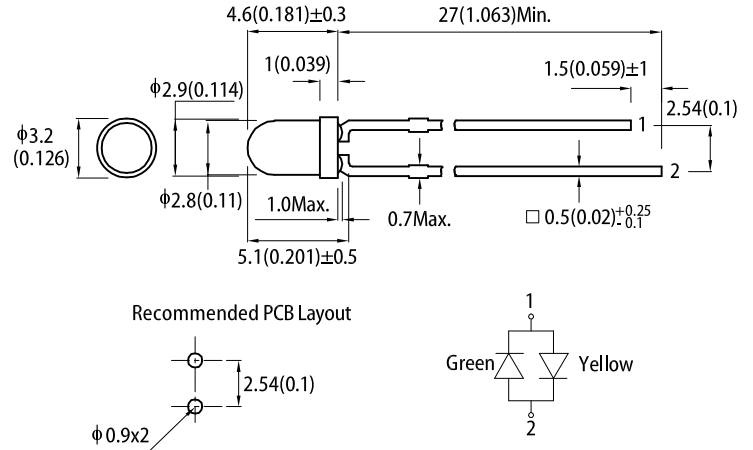 4.6(0.181)±0.3
27(1.063)Min.
1(0.039)
1.5(0.059)±1
ϕ2.9(0.114)
2.54(0.1)
ϕ3.2
(0.126)
1
2
ϕ2.8(0.11)
1.0Max.
0.7Max.
□ 0.5(0.02)+0.25
- 0.1
5.1(0.201)±0.5
Recommended PCB Layout
2.54(0.1)
ϕ0.9x2
1
Green
Yellow
2